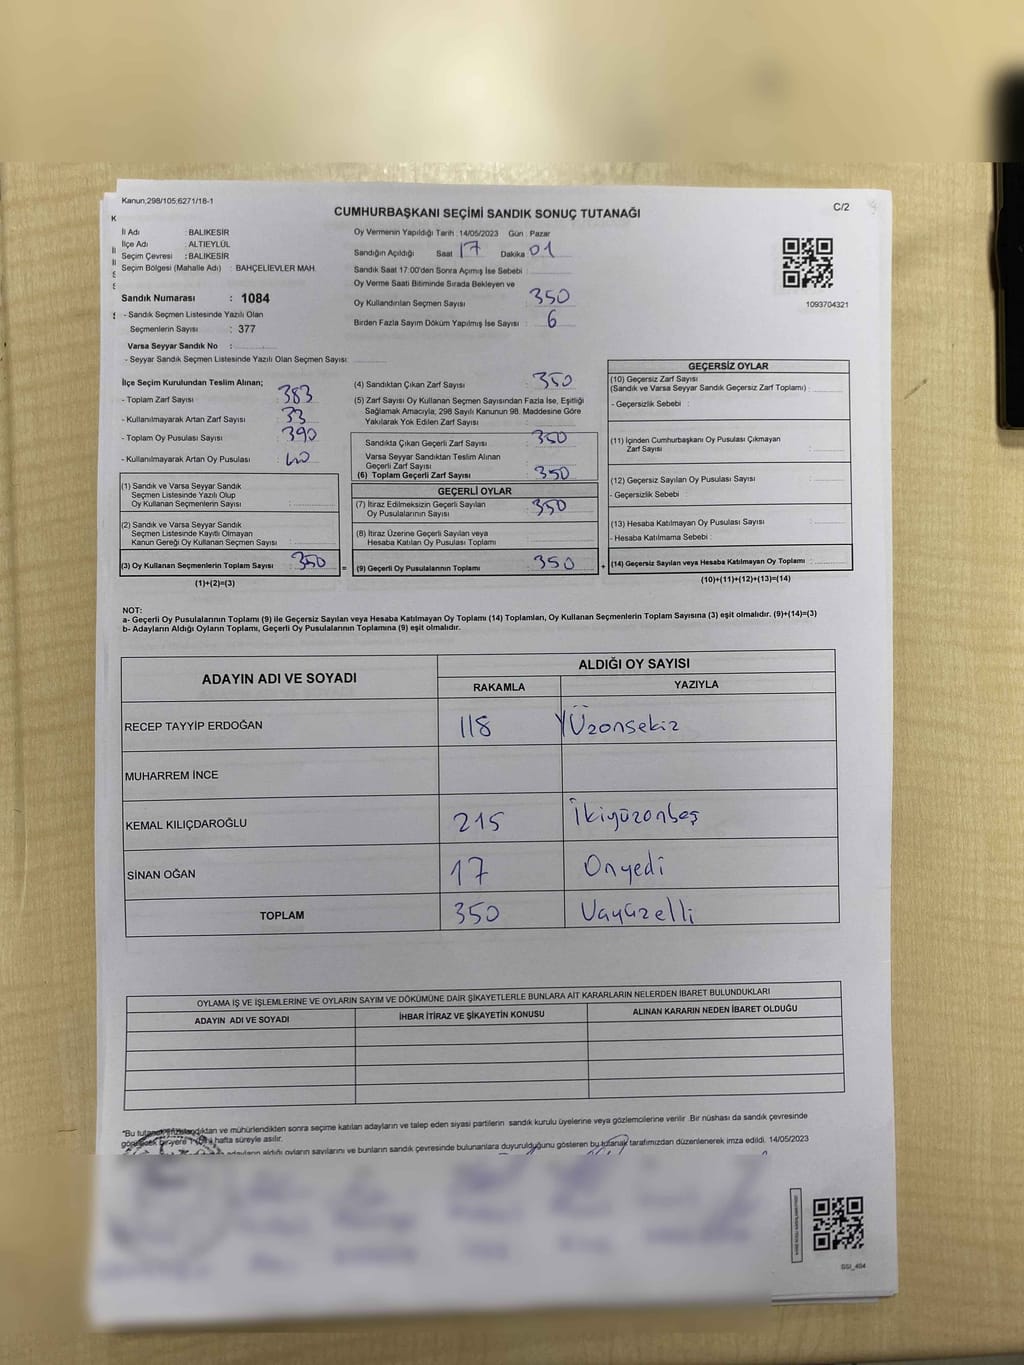 Kanun,298/105;6271/18-1
CUMHURBAŞKANI SEÇİMİ SANDIK SONUÇ TUTANAĞI
C/2
İl Adı : BALIKESİR
İlçe Adı : ALTIEYLÜL
Seçim Çevresi : BALIKESİR
Seçim Bölgesi (Mahalle Adı) : BAHÇELİEVLER MAH.
Sandık Numarası : 1084
- Sandık Seçmen Listesinde Yazılı Olan
Seçmenlerin Sayısı : 377
Varsa Seyyar Sandık No :
- Seyyar Sandık Seçmen Listesinde Yazılı Olan Seçmen Sayısı:
Oy Vermenin Yapıldığı Tarih : 14/05/2023 Gün : Pazar
Sandığın Açıldığı Saat 17 Dakika 01
Sandık Saat 17:00'den Sonra Açımış İse Sebebi :
Oy Verme Saati Bitiminde Sırada Bekleyen ve
Oy Kullandırılan Seçmen Sayısı : 350
Birden Fazla Sayım Döküm Yapılmış İse Sayısı : 6
1093704321
İlçe Seçim Kurulundan Teslim Alınan;
- Toplam Zarf Sayısı : 383
- Kullanılmayarak Artan Zarf Sayısı : 33
- Toplam Oy Pusulası Sayısı : 390
- Kullanılmayarak Artan Oy Pusulası : 40
(1) Sandık ve Varsa Seyyar Sandık
Seçmen Listesinde Yazılı Olup
Oy Kullanan Seçmenlerin Sayısı :
(2) Sandık ve Varsa Seyyar Sandık
Seçmen Listesinde Kayıtlı Olmayan
Kanun Gereği Oy Kullanan Seçmen Sayısı :
(3) Oy Kullanan Seçmenlerin Toplam Sayısı : 350 =
(1)+(2)=(3)
(4) Sandıktan Çıkan Zarf Sayısı : 350
(5) Zarf Sayısı Oy Kullanan Seçmen Sayısından Fazla İse, Eşitliği
Sağlamak Amacıyla, 298 Sayılı Kanunun 98. Maddesine Göre
Yakılarak Yok Edilen Zarf Sayısı :
Sandıkta Çıkan Geçerli Zarf Sayısı : 350
Varsa Seyyar Sandıktan Teslim Alınan
Geçerli Zarf Sayısı :
(6) Toplam Geçerli Zarf Sayısı : 350
GEÇERLİ OYLAR
(7) İtiraz Edilmeksizin Geçerli Sayılan
Oy Pusulalarının Sayısı : 350
(8) İtiraz Üzerine Geçerli Sayılan veya
Hesaba Katılan Oy Pusulası Toplamı :
(9) Geçerli Oy Pusulalarının Toplamı : 350 +
GEÇERSİZ OYLAR
(10) Geçersiz Zarf Sayısı
(Sandık ve Varsa Seyyar Sandık Geçersiz Zarf Toplamı) :
- Geçersizlik Sebebi :
(11) İçinden Cumhurbaşkanı Oy Pusulası Çıkmayan
Zarf Sayısı :
(12) Geçersiz Sayılan Oy Pusulası Sayısı :
- Geçersizlik Sebebi :
(13) Hesaba Katılmayan Oy Pusulası Sayısı :
- Hesaba Katılmama Sebebi :
(14) Geçersiz Sayılan veya Hesaba Katılmayan Oy Toplamı :
(10)+(11)+(12)+(13)=(14)
NOT:
a- Geçerli Oy Pusulalarının Toplamı (9) ile Geçersiz Sayılan veya Hesaba Katılmayan Oy Toplamı (14) Toplamları, Oy Kullanan Seçmenlerin Toplam Sayısına (3) eşit olmalıdır. (9)+(14)=(3)
b- Adayların Aldığı Oyların Toplamı, Geçerli Oy Pusulalarının Toplamına (9) eşit olmalıdır.
ADAYIN ADI VE SOYADI
ALDIĞI OY SAYISI
RAKAMLA YAZIYLA
RECEP TAYYİP ERDOĞAN 118 Yüzonsekiz
MUHARREM İNCE
KEMAL KILIÇDAROĞLU 215 İkiyüzonbeş
SİNAN OĞAN 17 Onyedi
TOPLAM 350
OYLAMA İŞ VE İŞLEMLERİNE VE OYLARIN SAYIM VE DÖKÜMÜNE DAİR ŞİKAYETLERLE BUNLARA AİT KARARLARIN NELERDEN İBARET BULUNDUKLARI
ADAYIN ADI VE SOYADI İHBAR İTİRAZ VE ŞİKAYETİN KONUSU ALINAN KARARIN NEDEN İBARET OLDUĞU
"Bu tutanak mühürlendikten sonra seçime katılan adayların ve talep eden siyasi partilerin sandık kurulu üyelerine veya gözlemcilerine verilir. Bir nüshası da sandık çevresinde
hafta süreyle asılır.
adayların aldığı oyların sayılarını ve bunların sandık çevresinde bulunanlara duyurulduğunu gösteren bu tutanak tarafımızdan düzenlenerek imza edildi. 14/05/2023
SSI_404